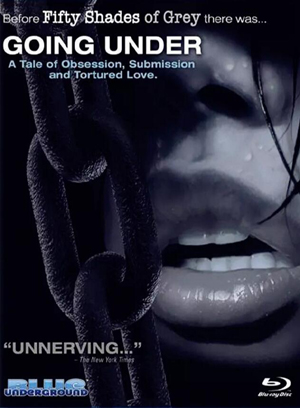 Before Fifty Shades of Grey there was...
GOING UNDER
A Tale of Obsession, Submission
and Tortured Love.
"UNNERVING..."
- The New York Times
BLUE
UNDERGROUND
Blu-ray Disc